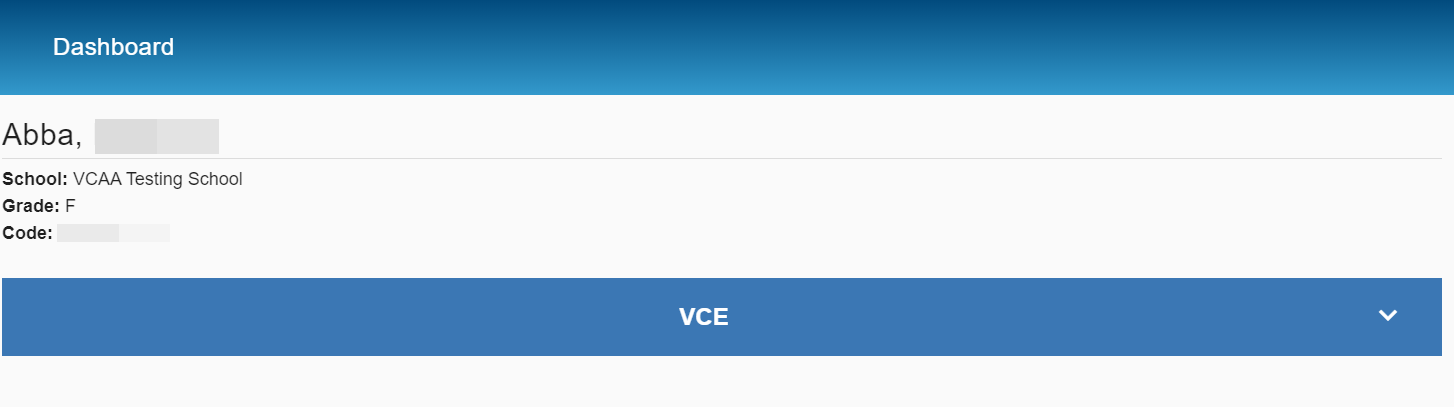 Dashboard
Abba,
School: VCAA Testing School
Grade: F
Code:
VCE